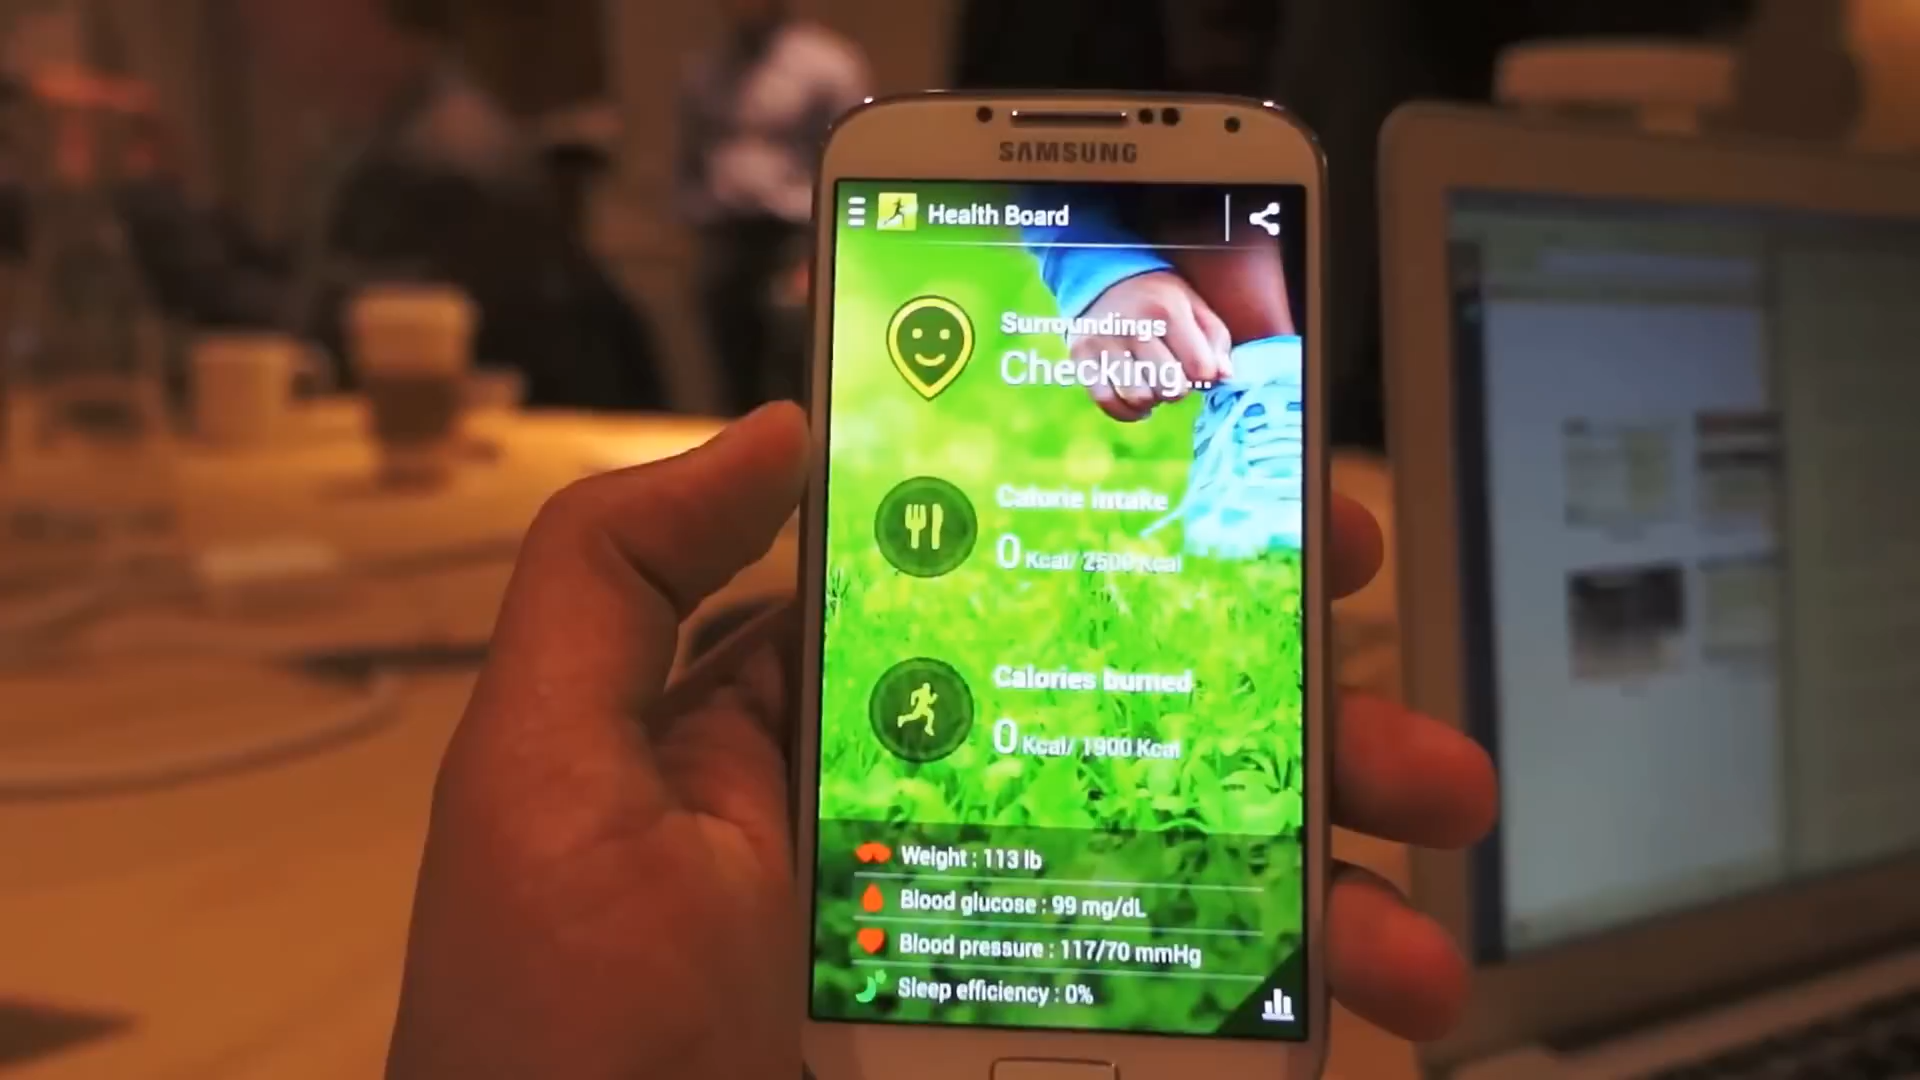 SAMSUNG
Health Board
Surroundings
Checking...
Calorie intake
0 Kcal/ 2500 Kcal
Calories burned
0 Kcal/ 1900 Kcal
Weight : 113 lb
Blood glucose : 99 mg/dL
Blood pressure : 117/70 mmHg
Sleep efficiency : 0%